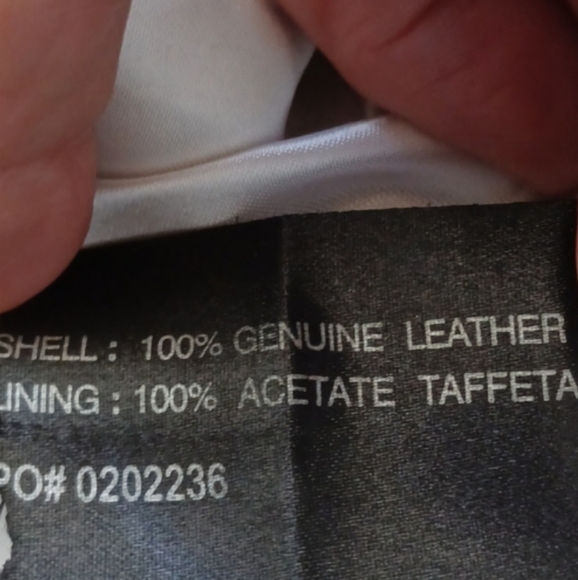 SHELL : 100% GENUINE LEATHER
LINING : 100% ACETATE TAFFETA
PO# 0202236